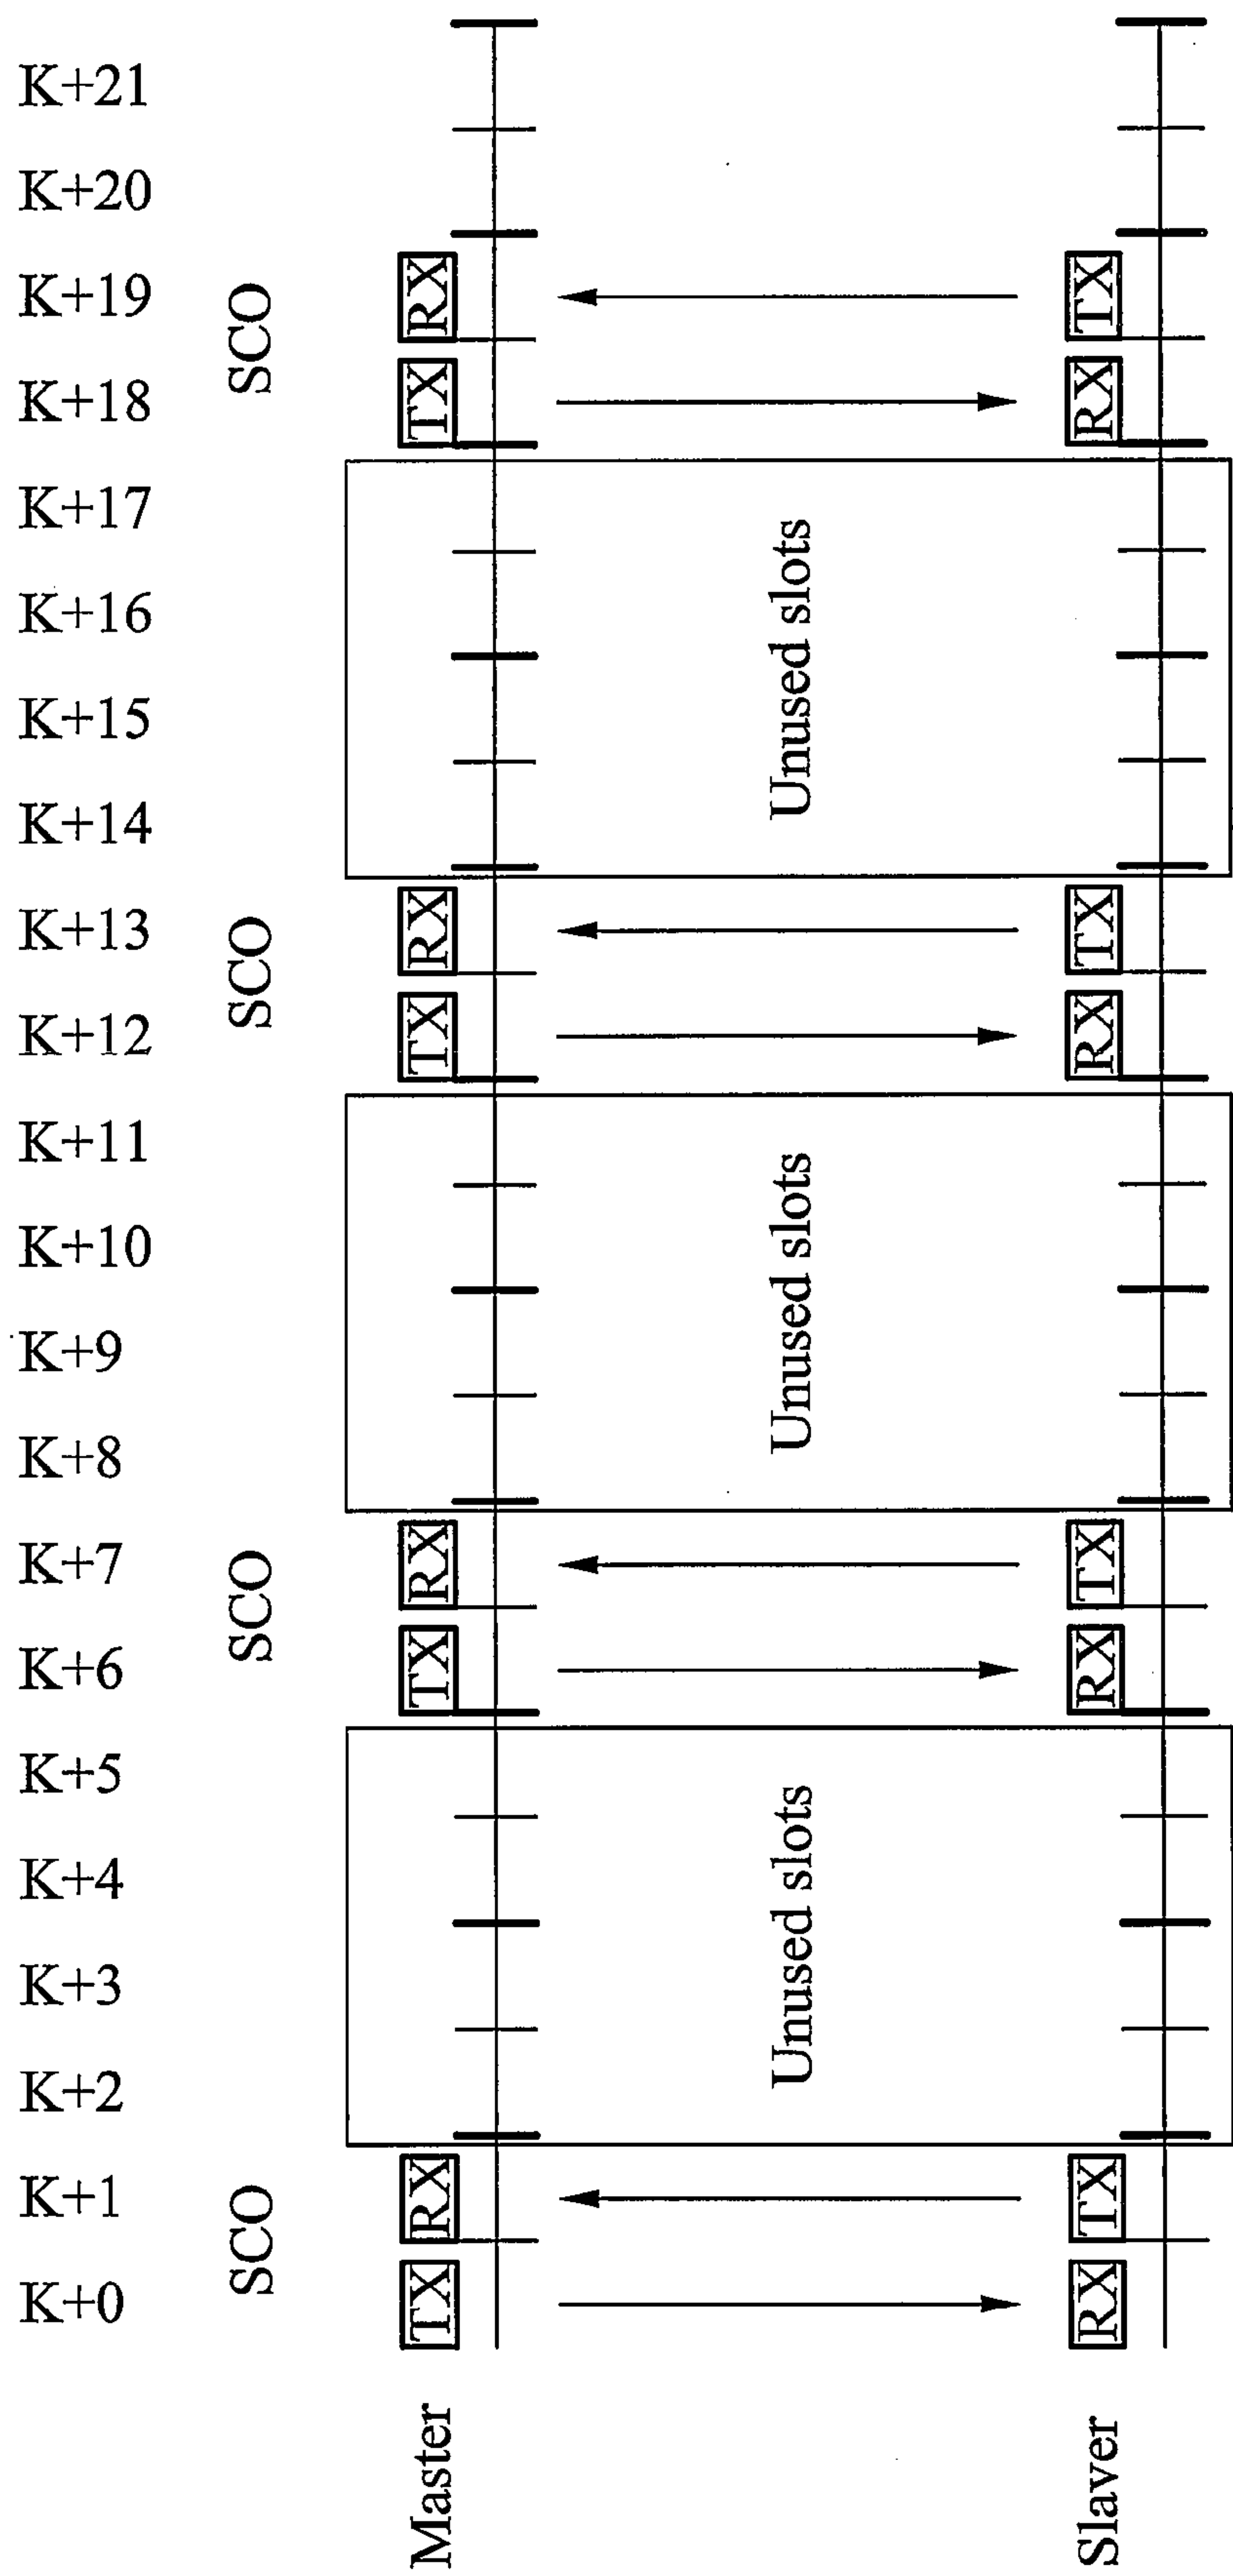 K+21
K+20
K+19
K+18
K+17
K+16
K+15
K+14
K+13
K+12
K+11
K+10
K+9
K+8
K+7
K+6
K+5
K+4
K+3
K+2
K+1
K+0
SCO
SCO
SCO
SCO
Master
TX
RX
TX
RX
TX
RX
TX
RX
Unused slots
Unused slots
Unused slots
Slaver
RX
TX
RX
TX
RX
TX
RX
TX